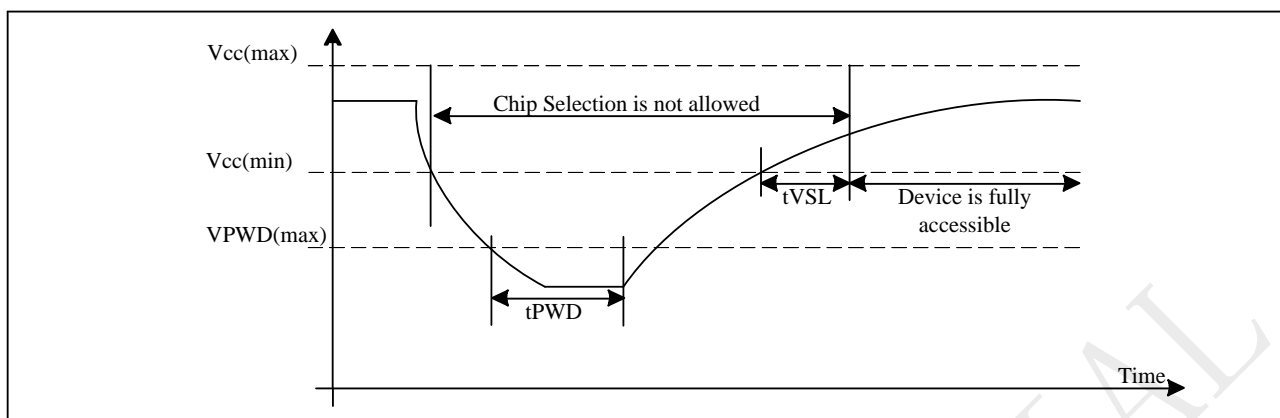 Vcc(max)
Chip Selection is not allowed
Vcc(min)
tVSL
Device is fully
accessible
VPWD(max)
tPWD
Time